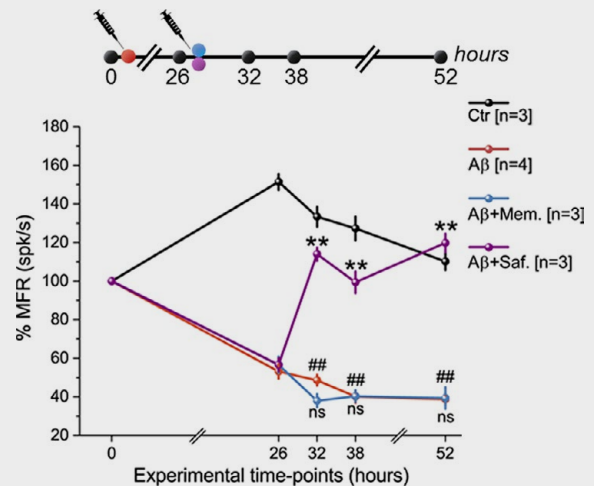 hours
0 26 32 38 52
Ctr [n=3]
Aβ [n=4]
Aβ+Mem. [n=3]
Aβ+Saf. [n=3]
% MFR (spk/s)
180
160
140
120
100
80
60
40
20
** ** **
## ## ##
ns ns ns
0 26 32 38 52
Experimental time-points (hours)